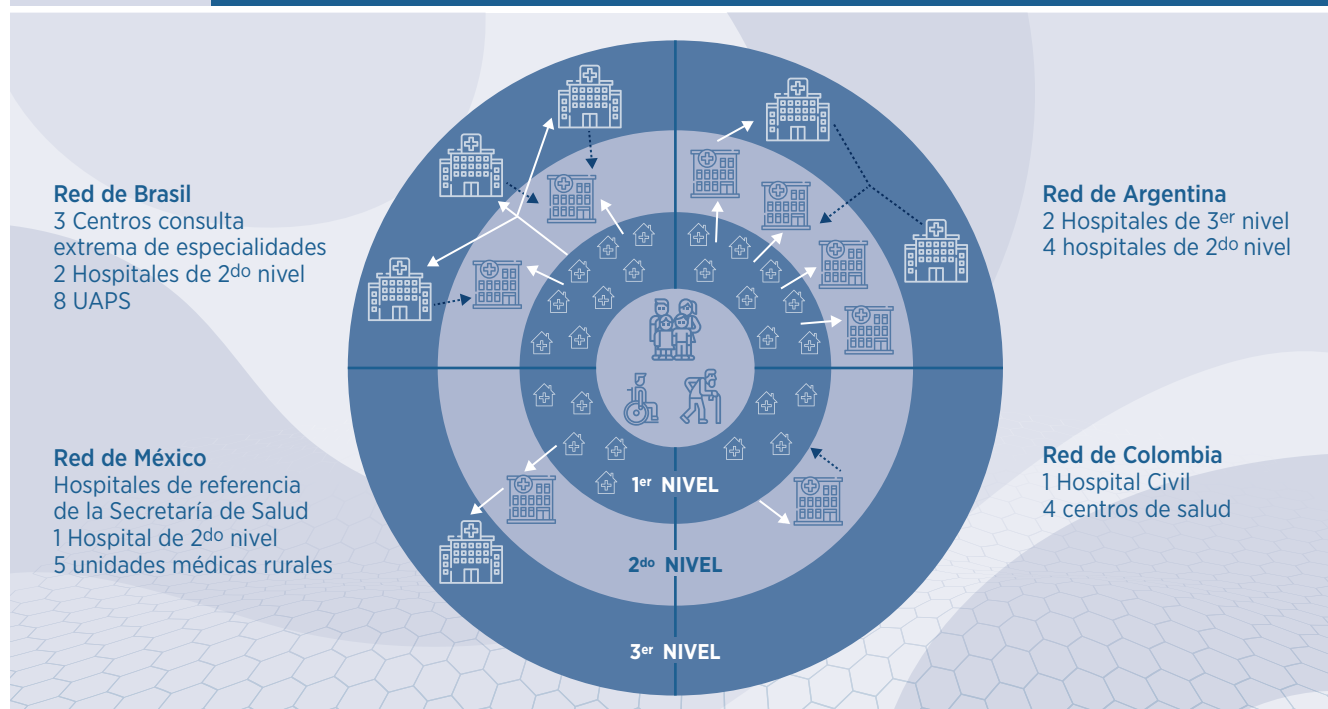 Red de Brasil
3 Centros consulta
extrema de especialidades
2 Hospitales de 2do nivel
8 UAPS
Red de Argentina
2 Hospitales de 3er nivel
4 hospitales de 2do nivel
Red de México
Hospitales de referencia
de la Secretaría de Salud
1 Hospital de 2do nivel
5 unidades médicas rurales
Red de Colombia
1 Hospital Civil
4 centros de salud
1er NIVEL
2do NIVEL
3er NIVEL